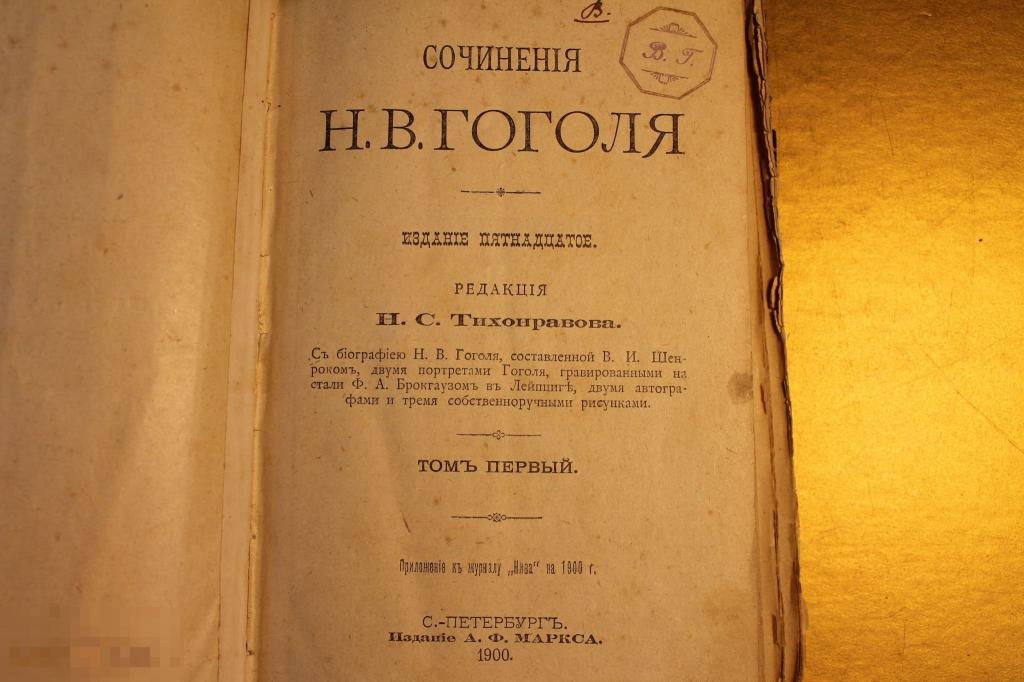 В.
В. Г.
СОЧИНЕНІЯ
Н. В. ГОГОЛЯ
ИЗДАНІЕ ПЯТНАДЦАТОЕ.
РЕДАКЦІЯ
Н. С. Тихонравова.
Съ біографіею Н. В. Гоголя, составленной В. И. Шен-
рокомъ, двумя портретами Гоголя, гравированными на
стали Ф. А. Брокгаузомъ въ Лейпцигѣ, двумя автогра-
фами и тремя собственноручными рисунками.
ТОМЪ ПЕРВЫЙ.
Приложеніе къ журналу „Нива“ на 1900 г.
С.-ПЕТЕРБУРГЪ.
Изданіе А. Ф. МАРКСА.
1900.